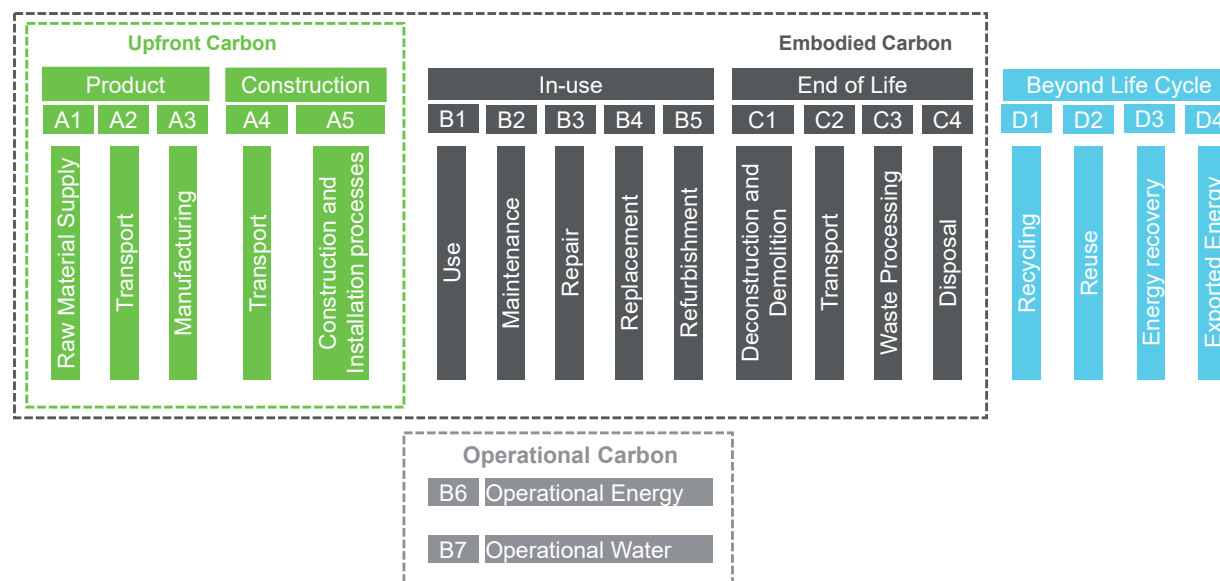 Upfront Carbon
Embodied Carbon
Product
Construction
In-use
End of Life
Beyond Life Cycle
A1
A2
A3
A4
A5
B1
B2
B3
B4
B5
C1
C2
C3
C4
D1
D2
D3
D4
Raw Material Supply
Transport
Manufacturing
Transport
Construction and
Installation processes
Use
Maintenance
Repair
Replacement
Refurbishment
Deconstruction and
Demolition
Transport
Waste Processing
Disposal
Recycling
Reuse
Energy recovery
Exported Energy
Operational Carbon
B6 Operational Energy
B7 Operational Water